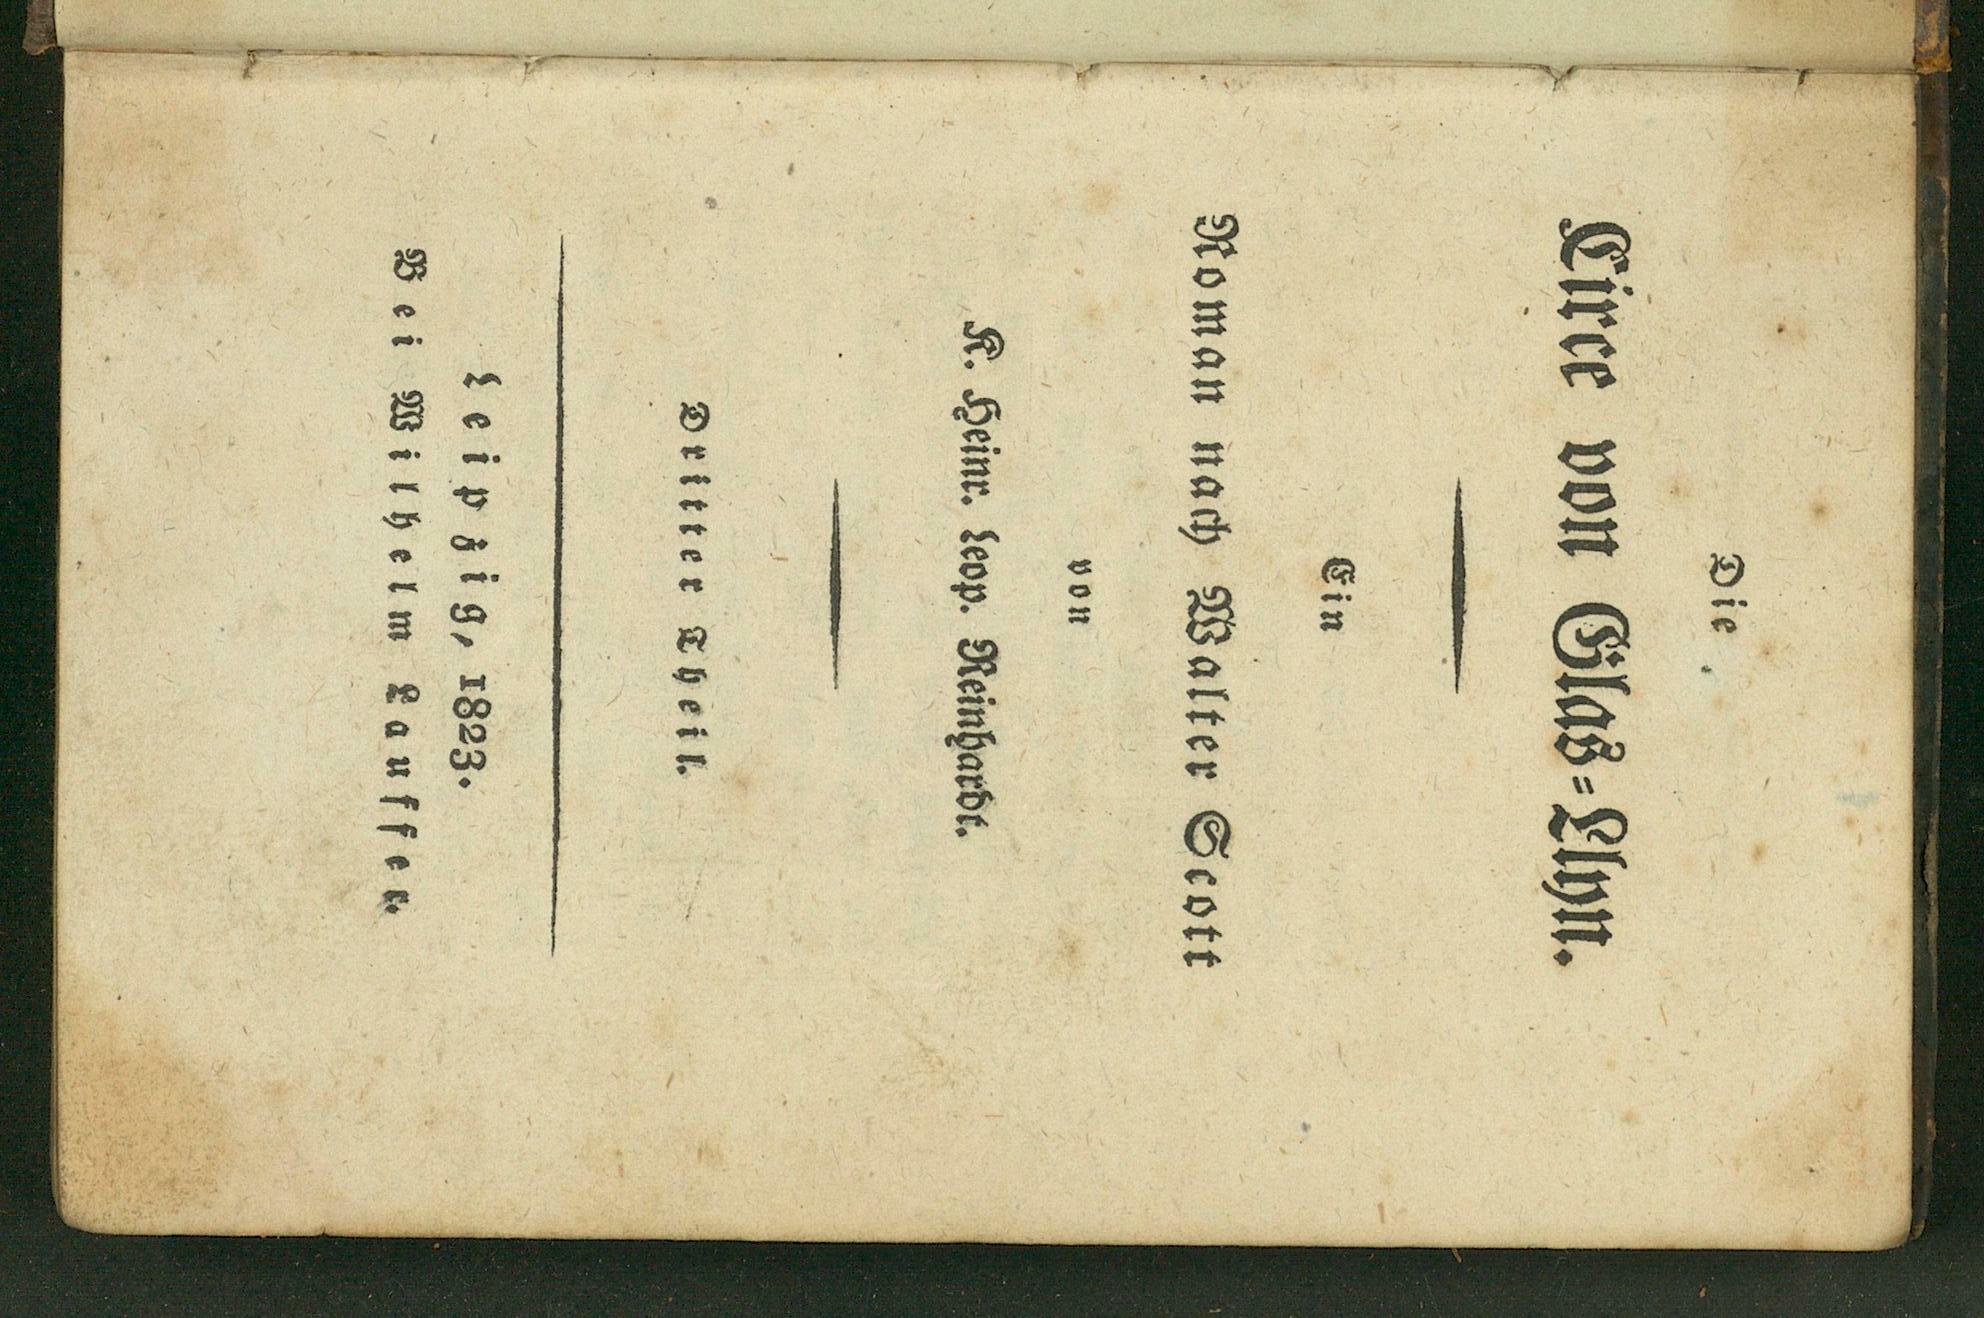 Die
Circe von Glas=Llyn.
Ein
Roman nach Walter Scott
von
K. Heinr. Leop. Reinhardt.
Dritter Theil.
Leipzig, 1823.
Bei Wilhelm Lauffer.